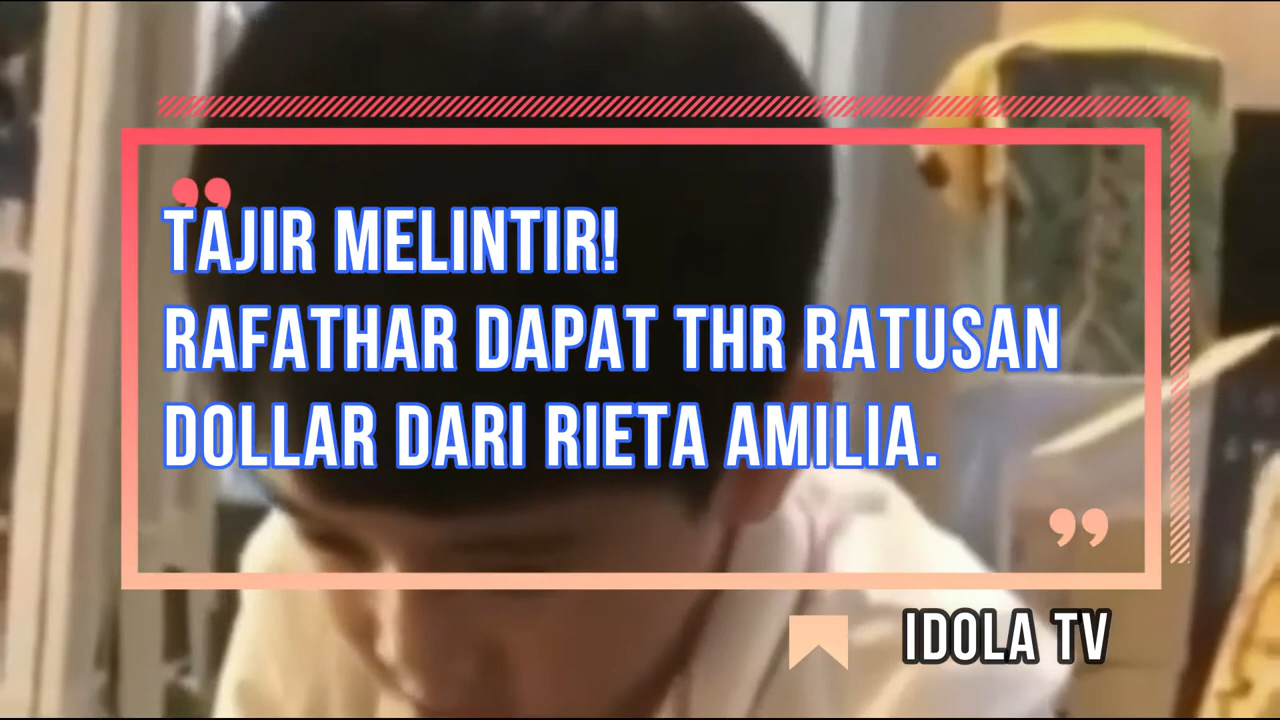 TAJIR MELINTIR!
RAFATHAR DAPAT THR RATUSAN
DOLLAR DARI RIETA AMILIA.
IDOLA TV